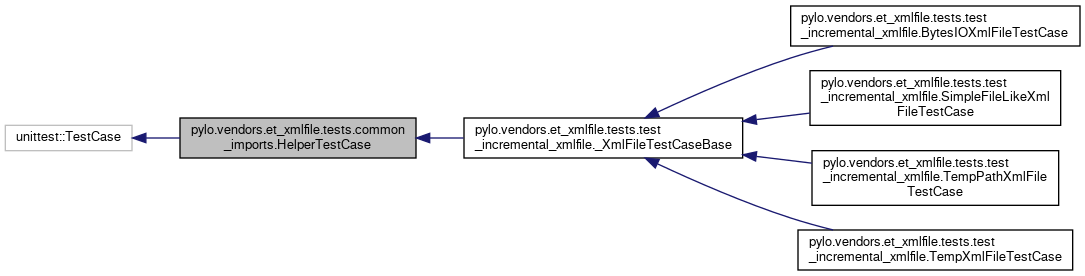 unittest::TestCase
pylo.vendors.et_xmlfile.tests.common
_imports.HelperTestCase
pylo.vendors.et_xmlfile.tests.test
_incremental_xmlfile._XmlFileTestCaseBase
pylo.vendors.et_xmlfile.tests.test
_incremental_xmlfile.BytesIOXmlFileTestCase
pylo.vendors.et_xmlfile.tests.test
_incremental_xmlfile.SimpleFileLikeXml
FileTestCase
pylo.vendors.et_xmlfile.tests.test
_incremental_xmlfile.TempPathXmlFile
TestCase
pylo.vendors.et_xmlfile.tests.test
_incremental_xmlfile.TempXmlFileTestCase